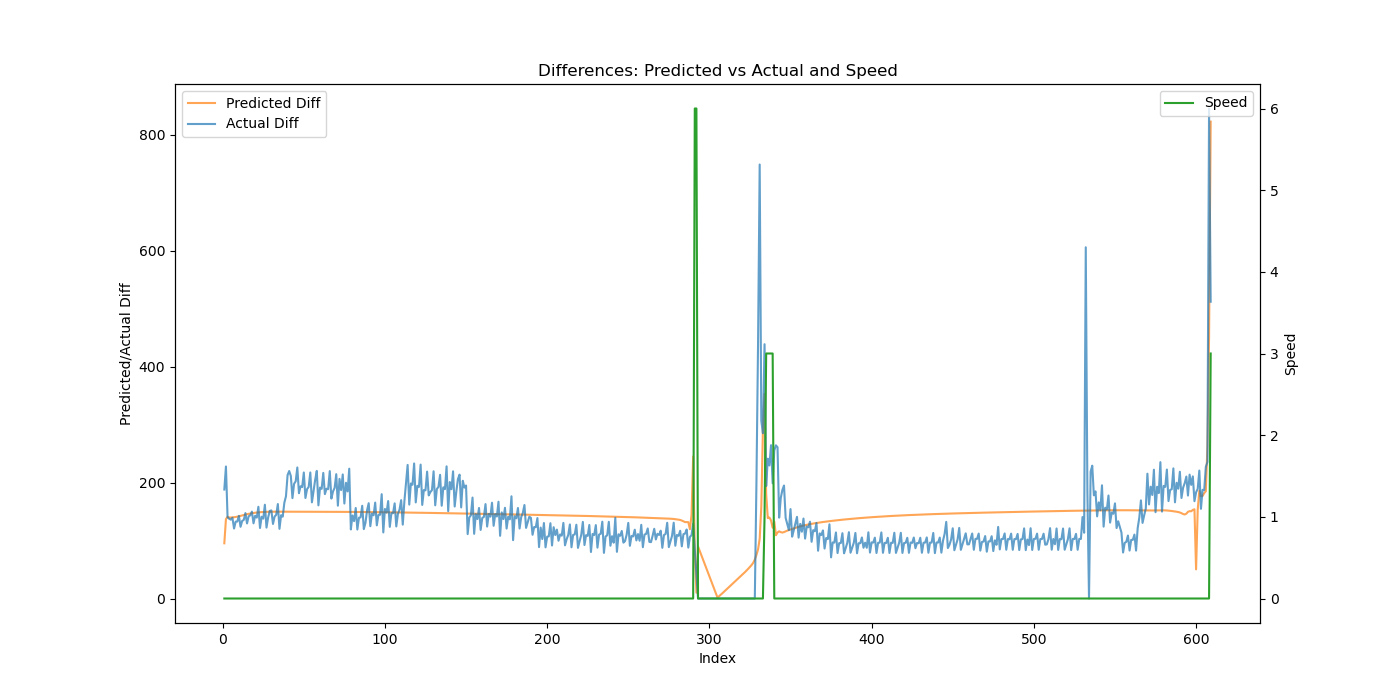 Differences: Predicted vs Actual and Speed
Predicted Diff
Actual Diff
Speed
800
600
400
200
0
Predicted/Actual Diff
6
5
4
3
2
1
0
Speed
0
100
200
300
400
500
600
Index